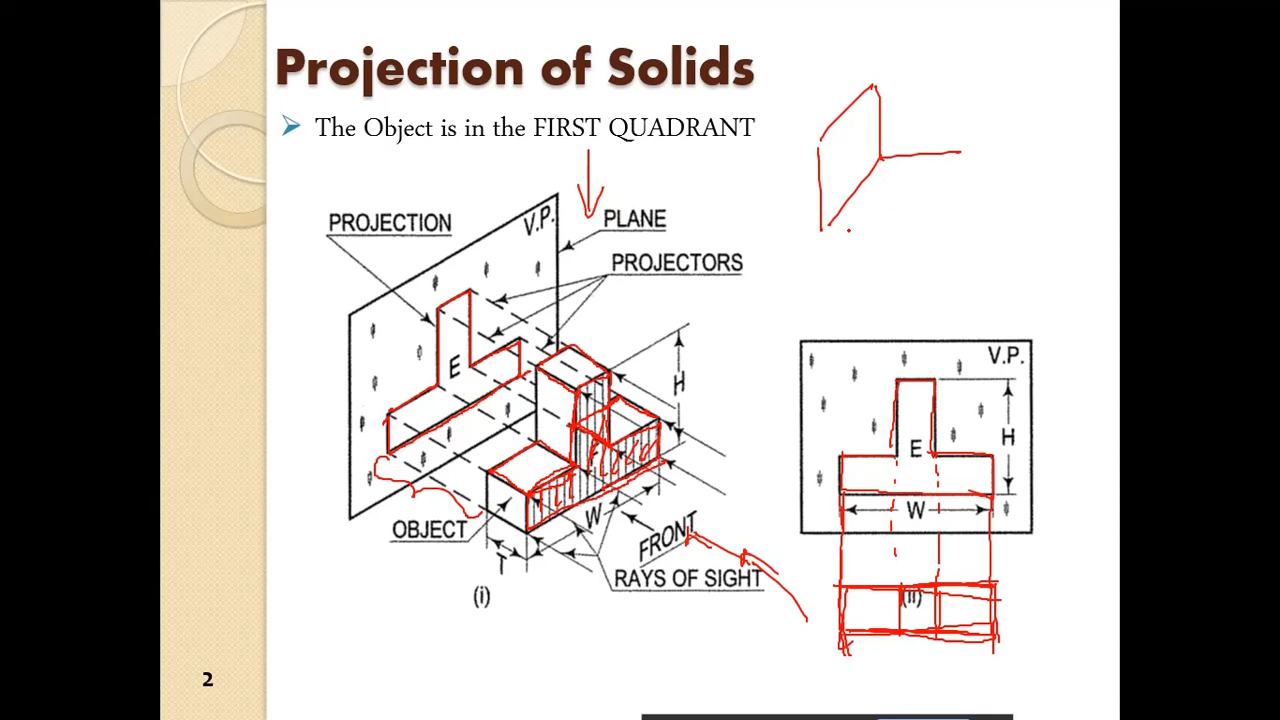 Projection of Solids
The Object is in the FIRST QUADRANT
PROJECTION
V.P.
PLANE
PROJECTORS
E
H
OBJECT
W
T
FRONT
RAYS OF SIGHT
(i)
V.P.
E
H
W
(ii)
2